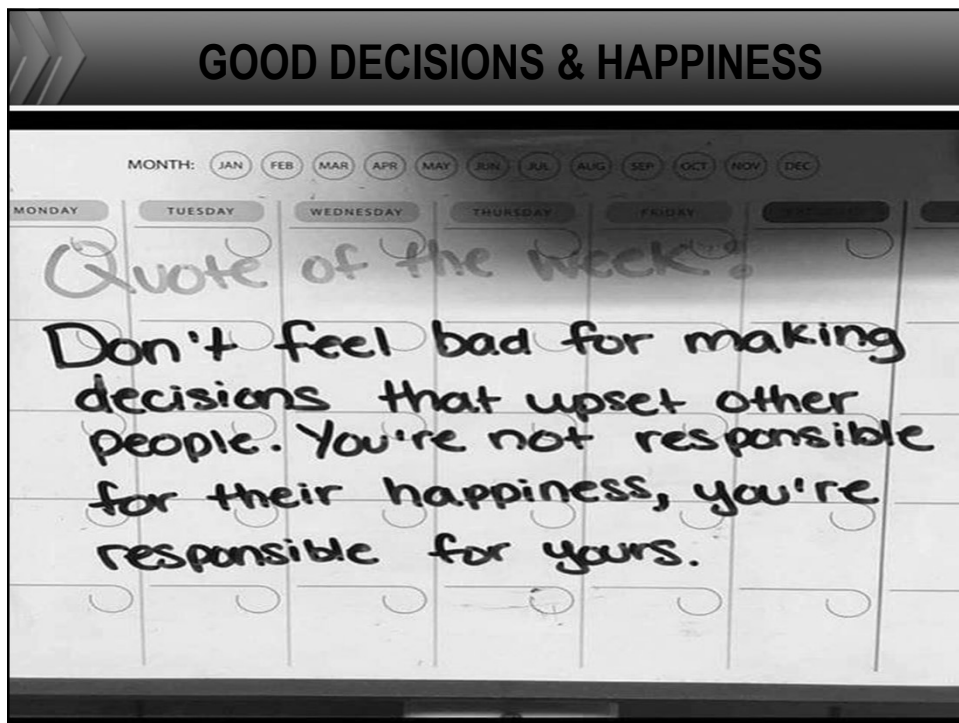 GOOD DECISIONS & HAPPINESS
MONTH: JAN FEB MAR APR MAY JUN JUL AUG SEP OCT NOV DEC
MONDAY TUESDAY WEDNESDAY THURSDAY FRIDAY
Quote of the week:
Don't feel bad for making
decisions that upset other
people. You're not responsible
for their happiness, you're
responsible for yours.